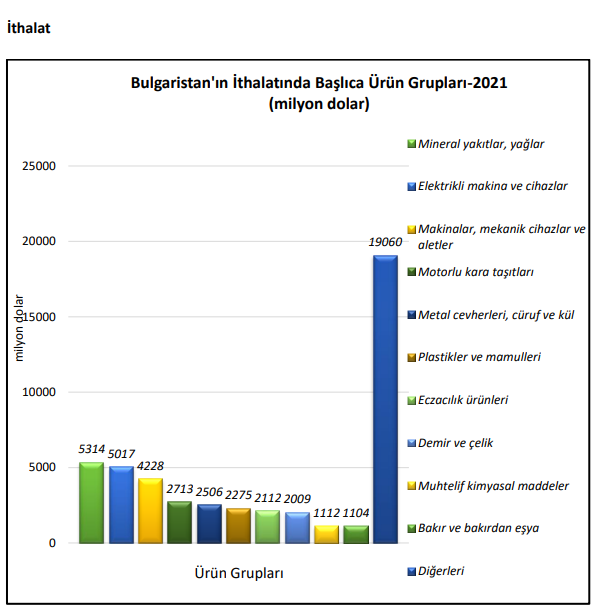 İthalat
Bulgaristan'ın İthalatında Başlıca Ürün Grupları-2021
(milyon dolar)
25000
20000
15000
10000
5000
0
milyon dolar
5314
5017
4228
2713
2506
2275
2112
2009
1112
1104
19060
Ürün Grupları
Mineral yakıtlar, yağlar
Elektrikli makina ve cihazlar
Makinalar, mekanik cihazlar ve
aletler
Motorlu kara taşıtları
Metal cevherleri, cüruf ve kül
Plastikler ve mamulleri
Eczacılık ürünleri
Demir ve çelik
Muhtelif kimyasal maddeler
Bakır ve bakırdan eşya
Diğerleri